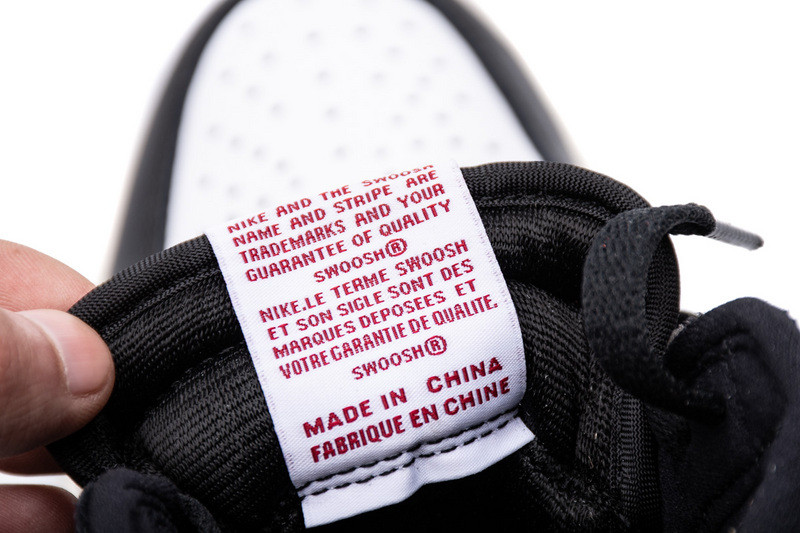 NIKE AND THE SWOOSH
NAME AND STRIPE ARE
TRADEMARKS AND YOUR
GUARANTEE OF QUALITY
SWOOSH®
NIKE.LE TERME SWOOSH
ET SON SIGLE SONT DES
MARQUES DEPOSEES ET
VOTRE GARANTIE DE QUALITE.
SWOOSH®
MADE IN CHINA
FABRIQUE EN CHINE